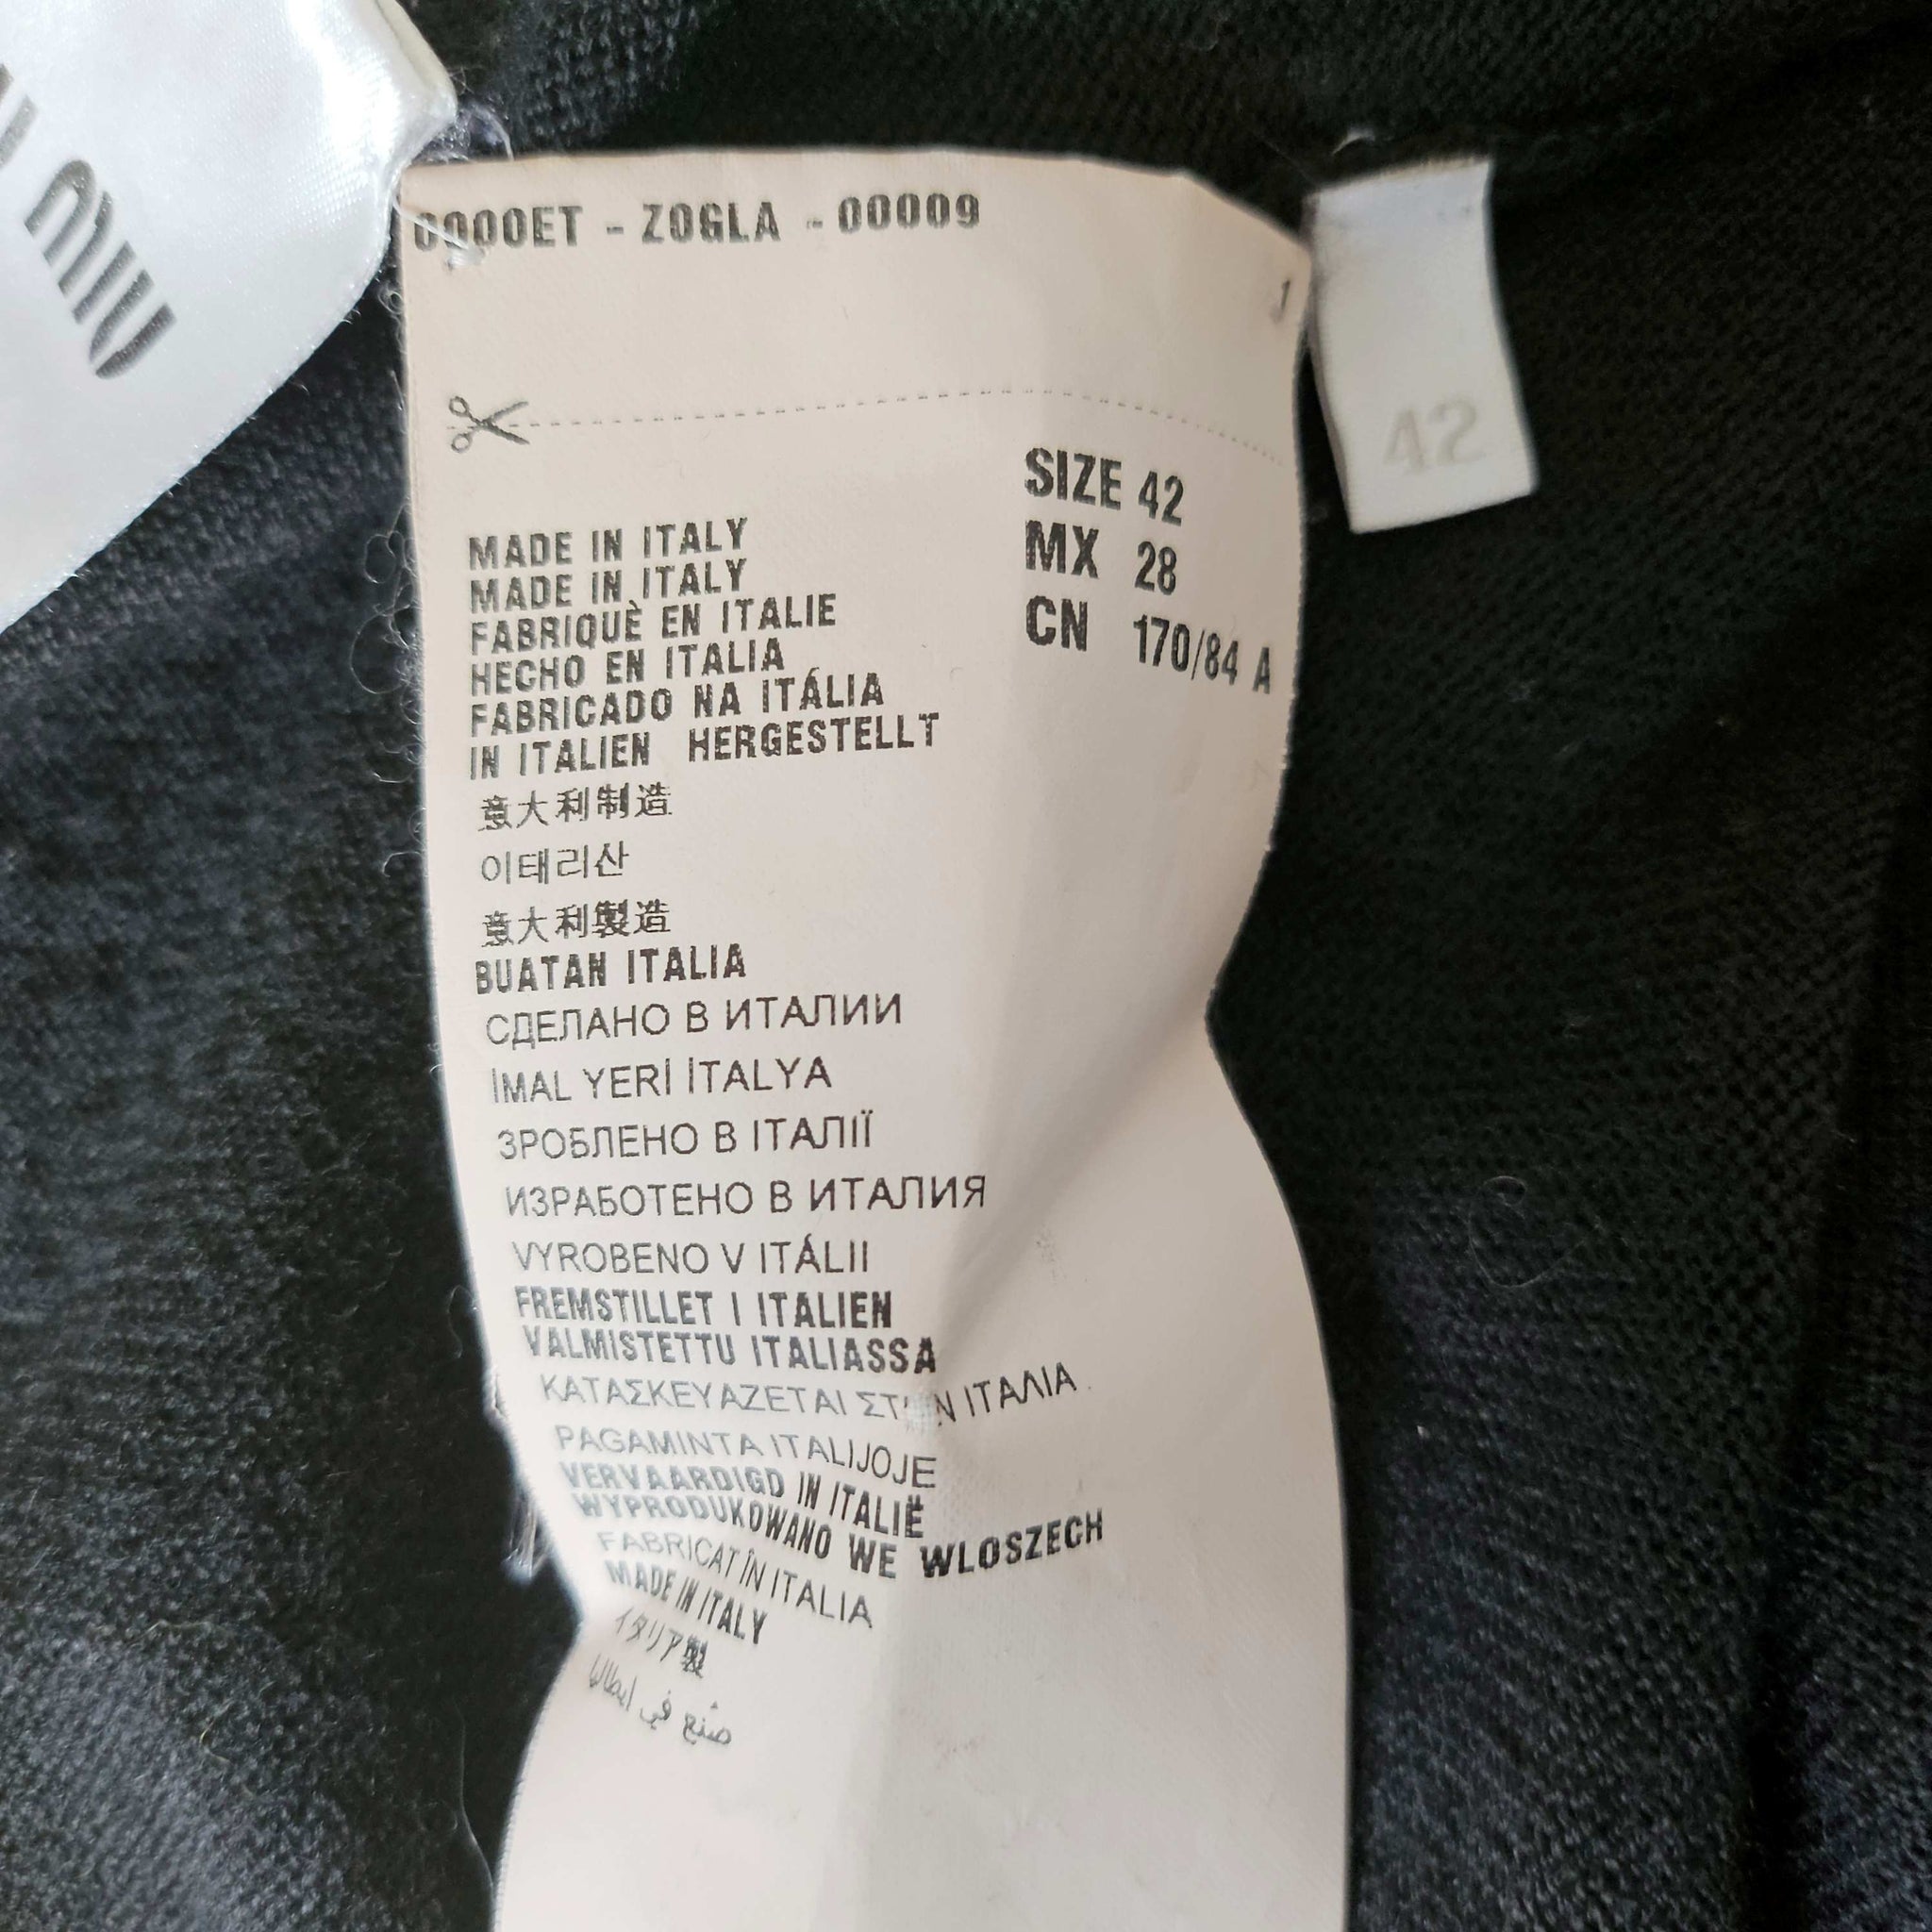 MIU
0000ET - Z0GLA - 00009
1
SIZE 42
MX 28
CN 170/84 A
42
MADE IN ITALY
MADE IN ITALY
FABRIQUÈ EN ITALIE
HECHO EN ITALIA
FABRICADO NA ITÁLIA
IN ITALIEN HERGESTELLT
意大利制造
이태리산
意大利製造
BUATAN ITALIA
СДЕЛАНО В ИТАЛИИ
İMAL YERİ İTALYA
ЗРОБЛЕНО В ІТАЛІЇ
ИЗРАБОТЕНО В ИТАЛИЯ
VYROBENO V ITÁLII
FREMSTILLET I ITALIEN
VALMISTETTU ITALIASSA
ΚΑΤΑΣΚΕΥΑΖΕΤΑΙ ΙΤΑΛΙΑ
PAGAMINTA ITALIJOJE
VERVAARDIGD IN ITALIË
WYPRODUKOWANO WE WLOSZECH
FABRICAT ÎN ITALIA
MADE IN ITALY
イタリア製
صنع في ايطاليا